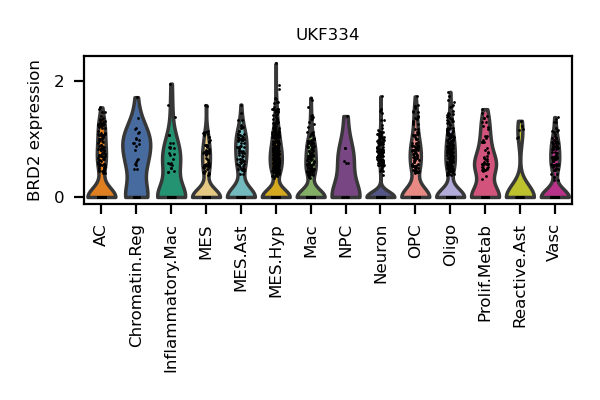 UKF334
BRD2 expression
2
0
AC
Chromatin.Reg
Inflammatory.Mac
MES
MES.Ast
MES.Hyp
Mac
NPC
Neuron
OPC
Oligo
Prolif.Metab
Reactive.Ast
Vasc